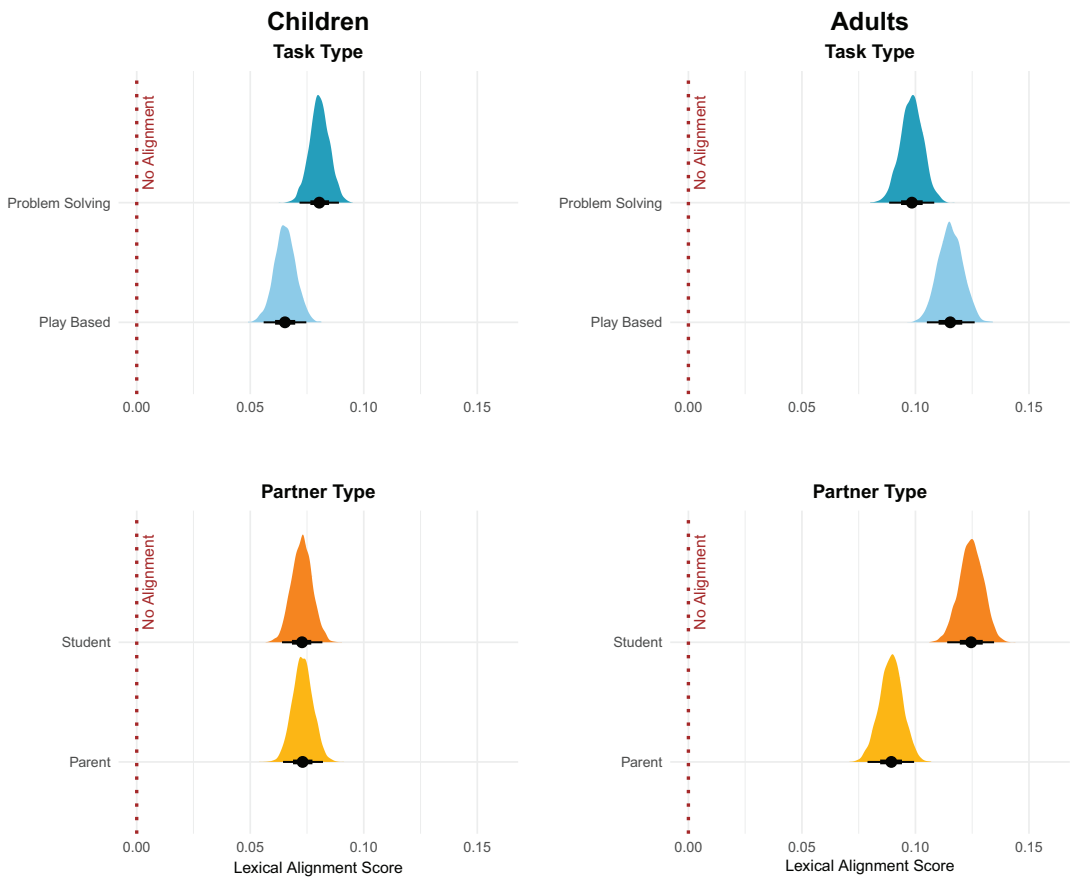 Children
Task Type
No Alignment
Problem Solving
Play Based
0.00 0.05 0.10 0.15
Adults
Task Type
No Alignment
Problem Solving
Play Based
0.00 0.05 0.10 0.15
Partner Type
No Alignment
Student
Parent
0.00 0.05 0.10 0.15
Lexical Alignment Score
Partner Type
No Alignment
Student
Parent
0.00 0.05 0.10 0.15
Lexical Alignment Score